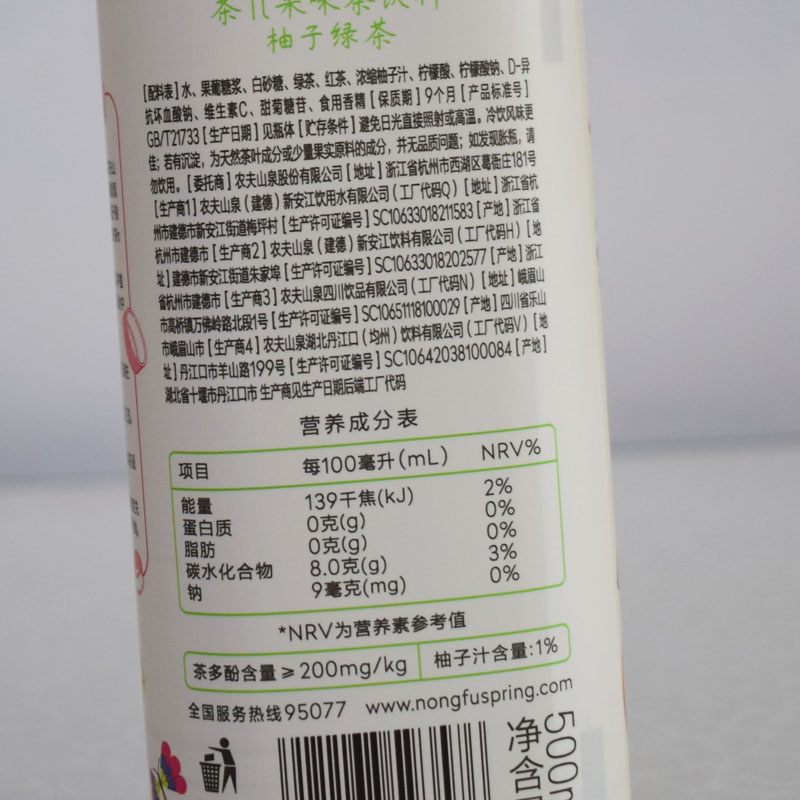 茶π果味茶饮料
柚子绿茶
[配料表] 水、果葡糖浆、白砂糖、绿茶、红茶、浓缩柚子汁、柠檬酸、柠檬酸钠、D-异
抗坏血酸钠、维生素C、甜菊糖苷、食用香精 [保质期] 9个月 [产品标准号]
GB/T21733 [生产日期] 见瓶体 [贮存条件] 避免日光直接照射或高温。冷饮风味更
佳；若有沉淀，为天然茶叶成分或少量果实原料的成分，并无品质问题；如发现胀瓶，请
勿饮用。[委托商] 农夫山泉股份有限公司 [地址] 浙江省杭州市西湖区葛衙庄181号
[生产商1] 农夫山泉（建德）新安江饮用水有限公司（工厂代码Q）[地址] 浙江省杭
州市建德市新安江街道梅坪村 [生产许可证编号] SC10633018211583 [产地] 浙江省
杭州市建德市 [生产商2] 农夫山泉（建德）新安江饮料有限公司（工厂代码H）[地
址] 建德市新安江街道朱家埠 [生产许可证编号] SC10633018202577 [产地] 浙江
省杭州市建德市 [生产商3] 农夫山泉四川饮品有限公司（工厂代码N）[地址] 峨眉山
市高桥镇万佛岭路北段1号 [生产许可证编号] SC10651118100029 [产地] 四川省乐山
市峨眉山市 [生产商4] 农夫山泉湖北丹江口（均州）饮料有限公司（工厂代码V）[地
址] 丹江口市羊山路199号 [生产许可证编号] SC10642038100084 [产地]
湖北省十堰市丹江口市 生产商见生产日期后端工厂代码
营养成分表
项目 每100毫升(mL) NRV%
能量 139千焦(kJ) 2%
蛋白质 0克(g) 0%
脂肪 0克(g) 0%
碳水化合物 8.0克(g) 3%
钠 9毫克(mg) 0%
*NRV为营养素参考值
茶多酚含量≥200mg/kg 柚子汁含量:1%
全国服务热线95077 www.nongfuspring.com
净含
500m